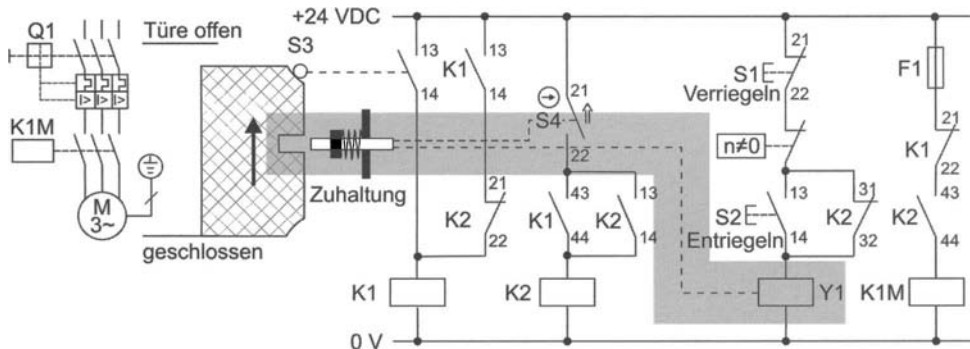 +24 VDC
Q1
Türe offen
S3
13
14
K1
13
14
21
S4
22
21
S1
Verriegeln
22
F1
I> I> I>
K1M
n≠0
21
K1
22
Zuhaltung
M
3~
21
K2
22
43
K1
44
13
K2
14
13
S2
Entriegeln
14
31
K2
32
43
K2
44
geschlossen
K1
K2
Y1
K1M
0 V